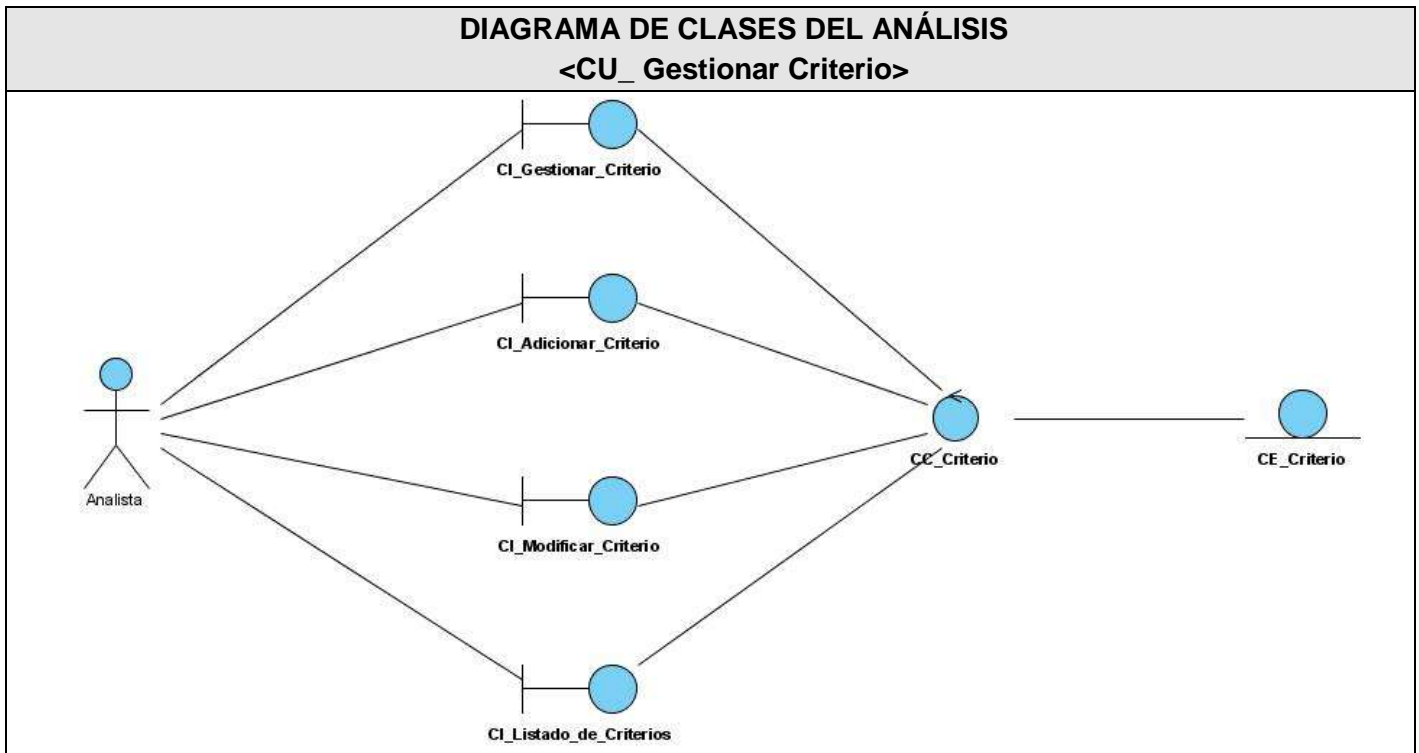 DIAGRAMA DE CLASES DEL ANÁLISIS
<CU_ Gestionar Criterio>
CI_Gestionar_Criterio
CI_Adicionar_Criterio
Analista
CC_Criterio
CE_Criterio
CI_Modificar_Criterio
CI_Listado_de_Criterios